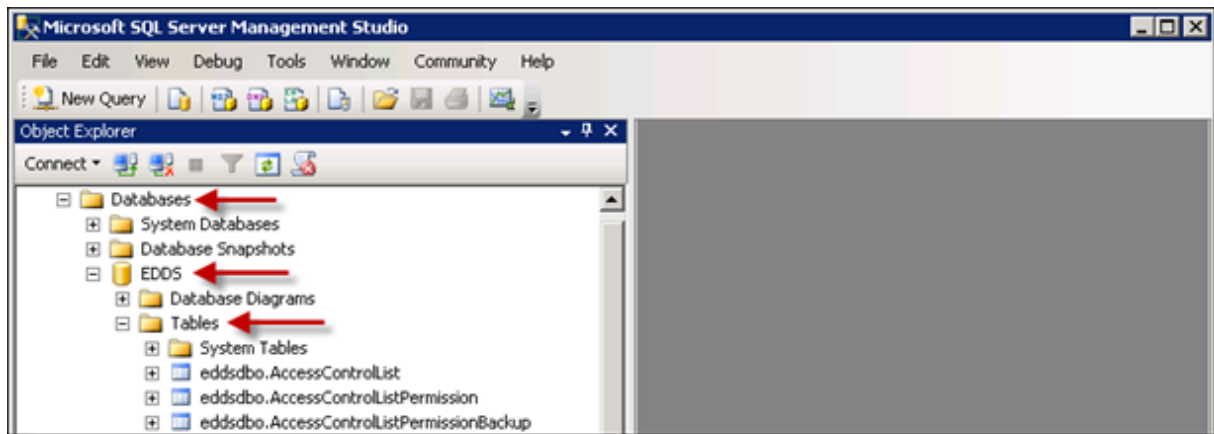 Microsoft SQL Server Management Studio
File Edit View Debug Tools Window Community Help
New Query
Object Explorer
Connect
Databases
System Databases
Database Snapshots
EDDS
Database Diagrams
Tables
System Tables
eddsdbo.AccessControlList
eddsdbo.AccessControlListPermission
eddsdbo.AccessControlListPermissionBackup